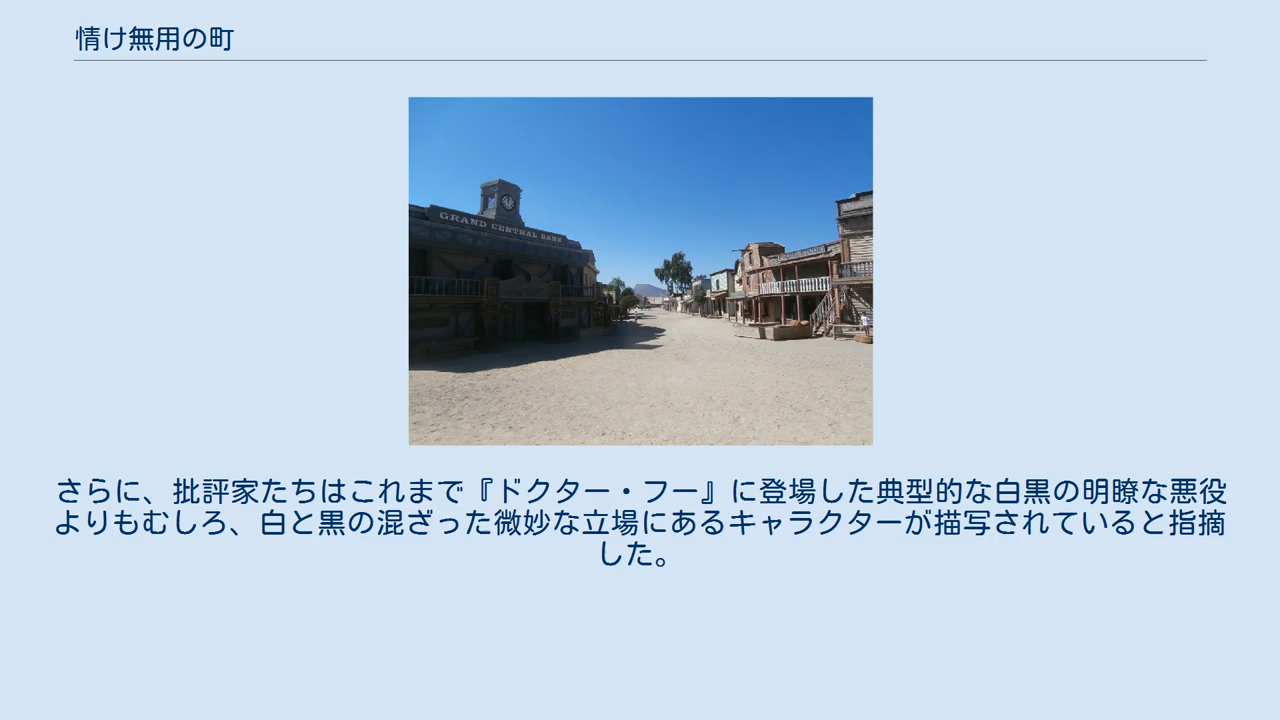 情け無用の町
GRAND CENTRAL BANK
さらに、批評家たちはこれまで『ドクター・フー』に登場した典型的な白黒の明瞭な悪役
よりもむしろ、白と黒の混ざった微妙な立場にあるキャラクターが描写されていると指摘
した。